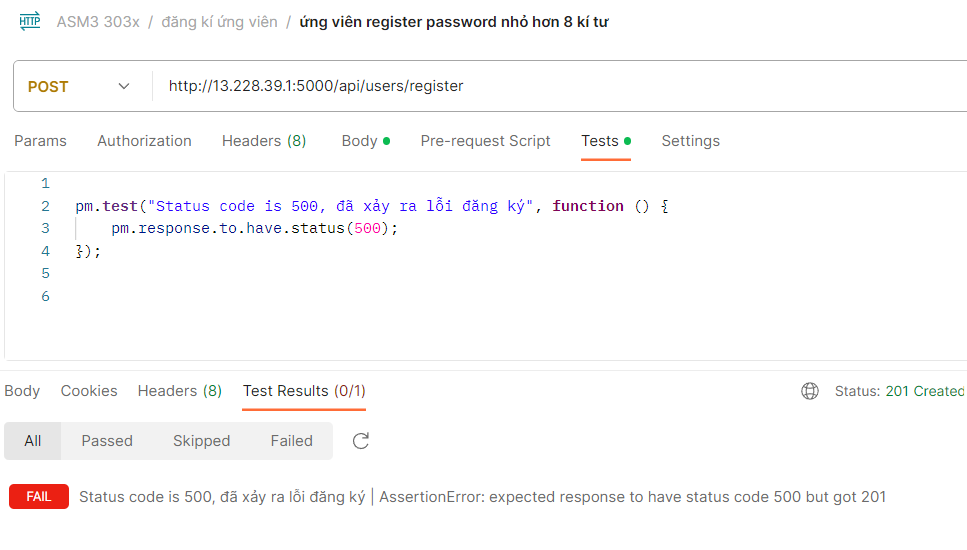 HTTP ASM3 303x / đăng kí ứng viên / ứng viên register password nhỏ hơn 8 kí tư
POST http://13.228.39.1:5000/api/users/register
Params Authorization Headers (8) Body Pre-request Script Tests Settings
1
2 pm.test("Status code is 500, đã xảy ra lỗi đăng ký", function () {
3 pm.response.to.have.status(500);
4 });
5
6
Body Cookies Headers (8) Test Results (0/1) Status: 201 Created
All Passed Skipped Failed
FAIL Status code is 500, đã xảy ra lỗi đăng ký | AssertionError: expected response to have status code 500 but got 201